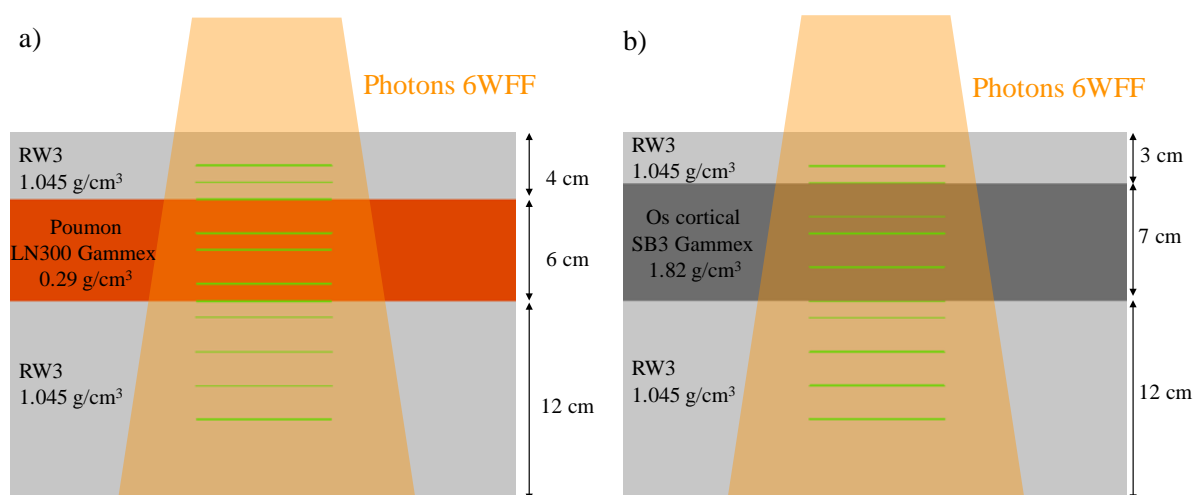 a)
Photons 6WFF
RW3
1.045 g/cm³
4 cm
Poumon
LN300 Gammex
0.29 g/cm³
6 cm
RW3
1.045 g/cm³
12 cm
b)
Photons 6WFF
RW3
1.045 g/cm³
3 cm
Os cortical
SB3 Gammex
1.82 g/cm³
7 cm
RW3
1.045 g/cm³
12 cm